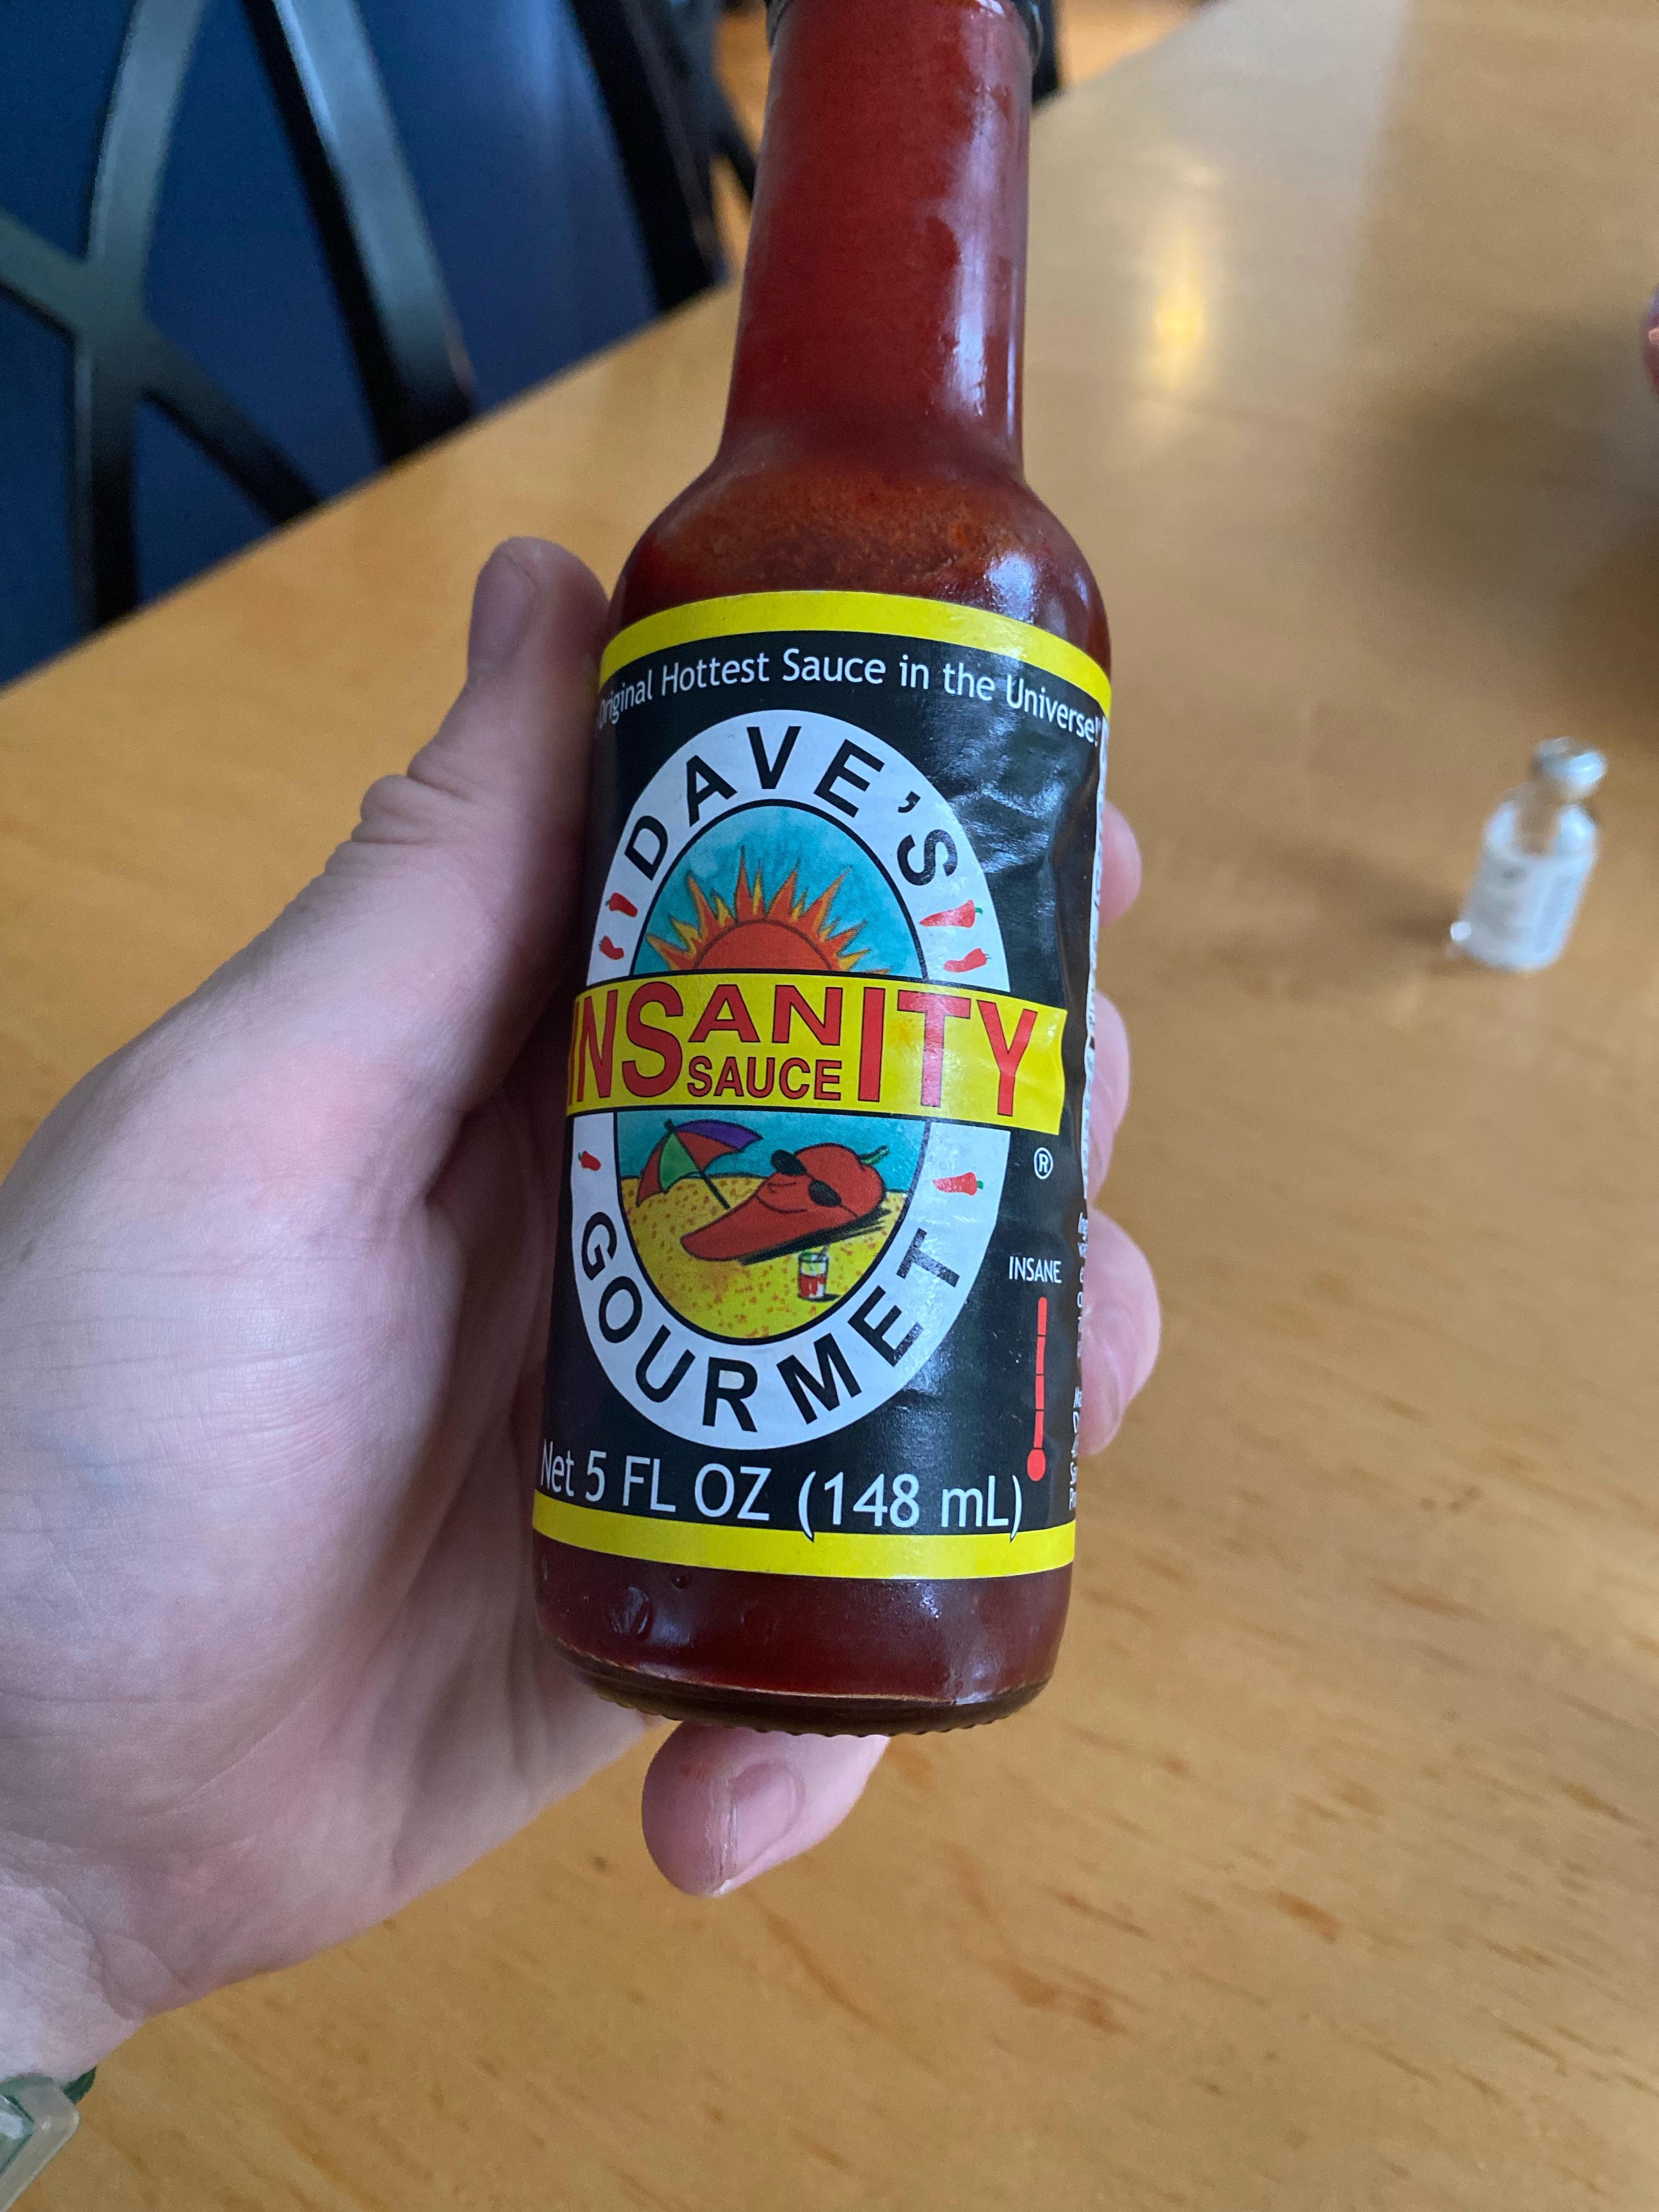 Original Hottest Sauce in the Universe!
DAVE'S
INSANITY
SAUCE
GOURMET
®
INSANE
Net 5 FL OZ (148 mL)